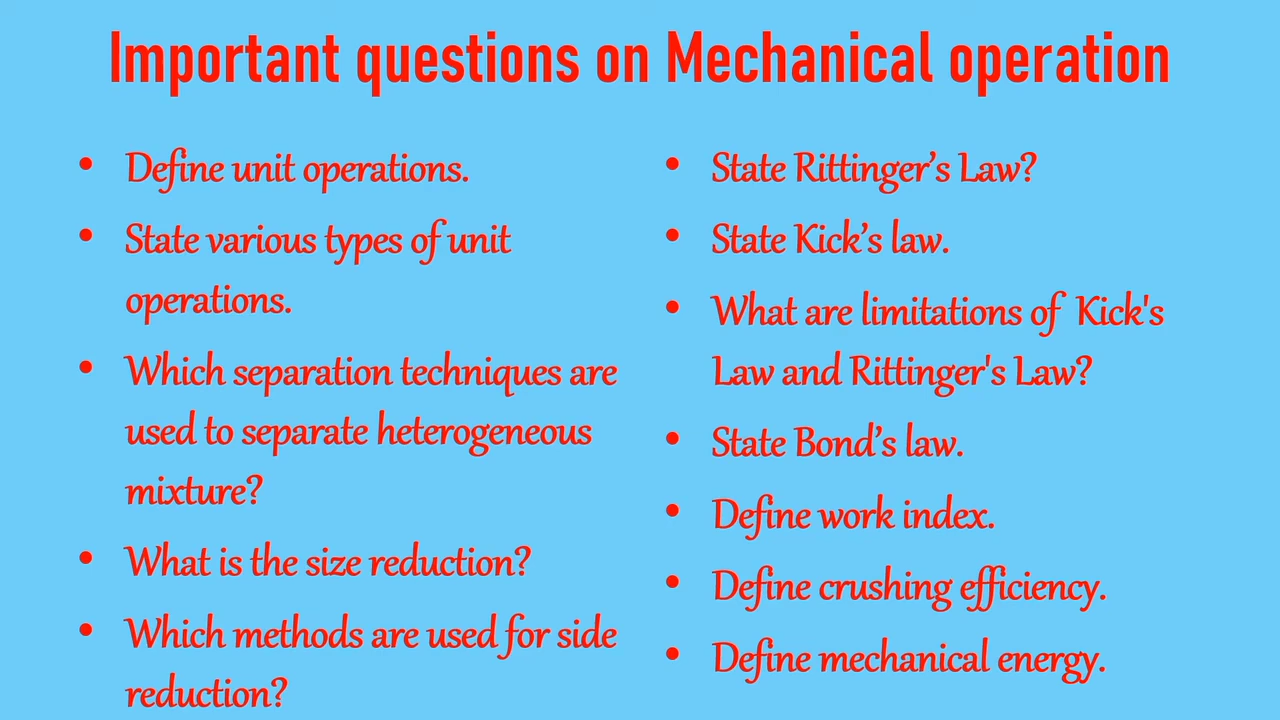 Important questions on Mechanical operation
• Define unit operations.
• State various types of unit
operations.
• Which separation techniques are
used to separate heterogeneous
mixture?
• What is the size reduction?
• Which methods are used for side
reduction?
• State Rittinger’s Law?
• State Kick’s law.
• What are limitations of Kick's
Law and Rittinger's Law?
• State Bond’s law.
• Define work index.
• Define crushing efficiency.
• Define mechanical energy.